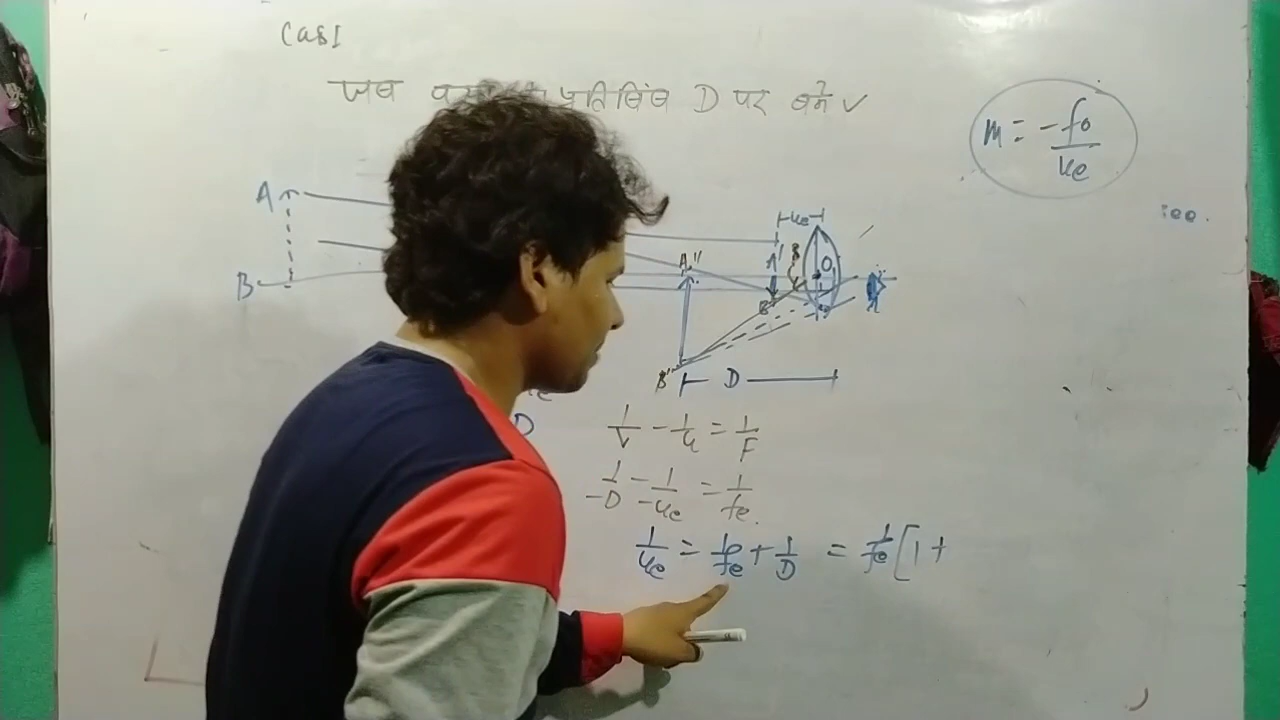 Cas I
जब प्रतिबिंब D पर बने ✓
m = -fo/ue
A
B
ue
A'
A''
O
B''
D
D
1/v - 1/u = 1/F
1/-D - 1/-ue = 1/fe
1/ue = 1/fe + 1/D = 1/fe [1 +